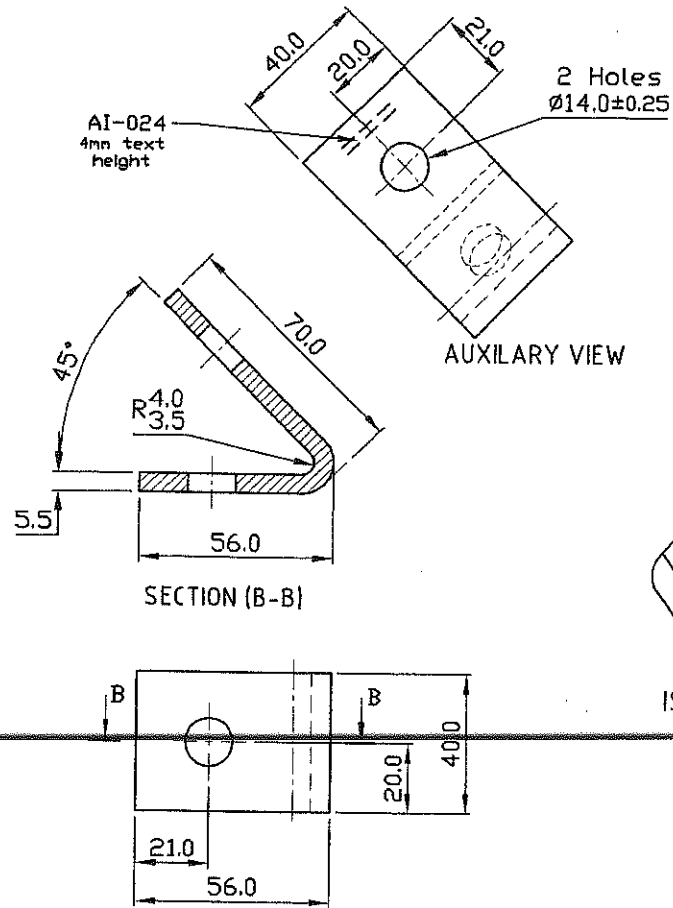 40.0
20.0
21.0
2 Holes
Ø14.0±0.25
AI-024
4mm text
height
AUXILARY VIEW
45°
70.0
R4.0
3.5
5.5
56.0
SECTION (B-B)
B
B
IS
40.0
20.0
21.0
56.0